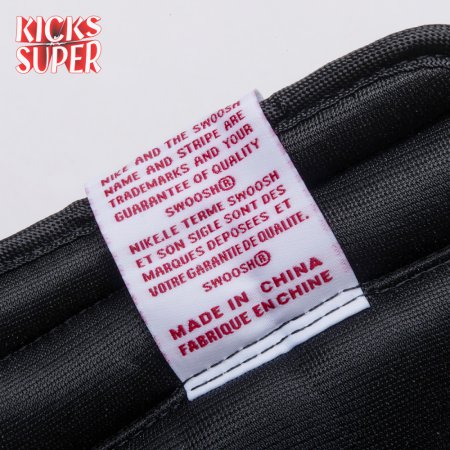 KICKS
SUPER
NIKE AND THE SWOOSH
NAME AND STRIPE ARE
TRADEMARKS AND YOUR
GUARANTEE OF QUALITY
SWOOSH®
NIKE.LE TERME SWOOSH
ET SON SIGLE SONT DES
MARQUES DEPOSEES ET
VOTRE GARANTIE DE QUALITE.
SWOOSH®
MADE IN CHINA
FABRIQUE EN CHINE